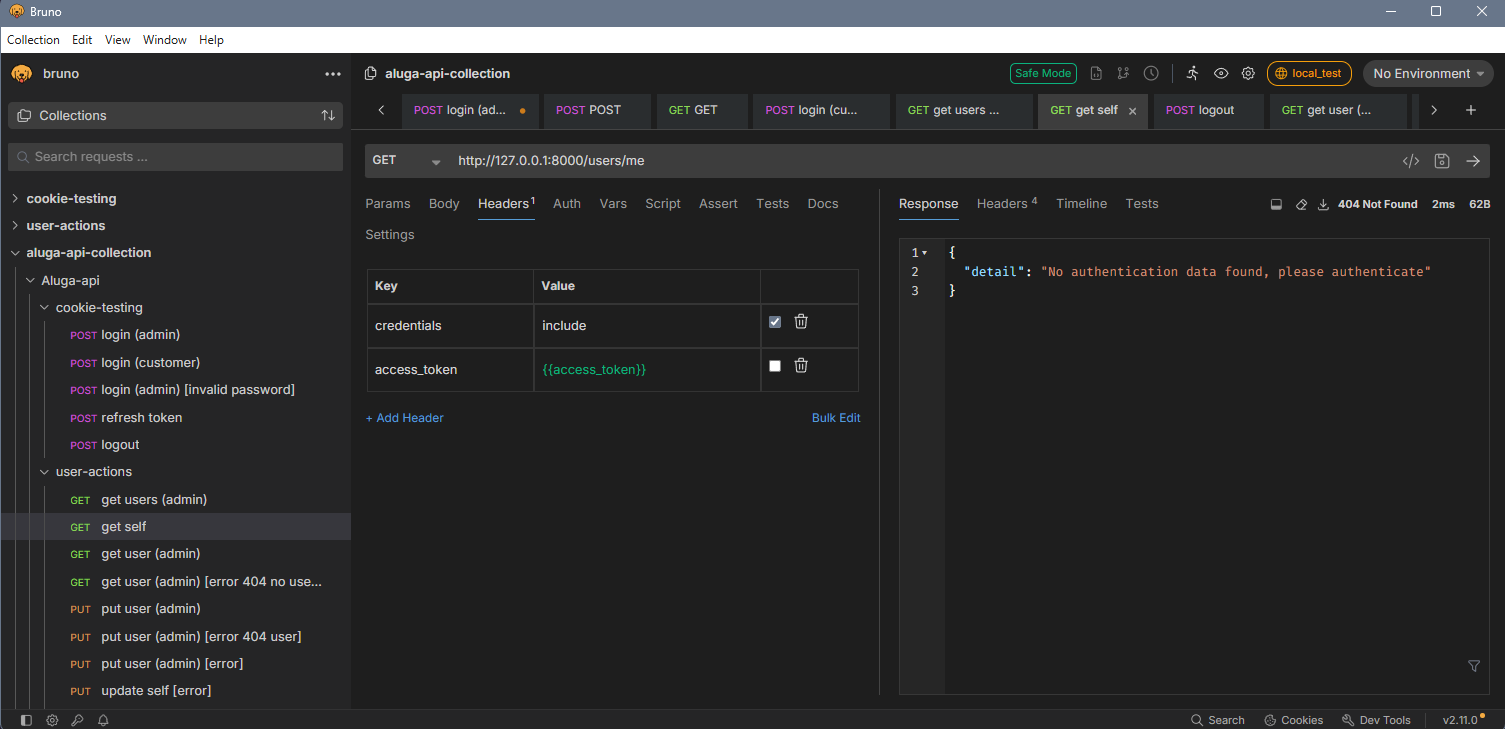 Bruno
Collection Edit View Window Help
bruno
Collections
Search requests ...
cookie-testing
user-actions
aluga-api-collection
Aluga-api
cookie-testing
POST login (admin)
POST login (customer)
POST login (admin) [invalid password]
POST refresh token
POST logout
user-actions
GET get users (admin)
GET get self
GET get user (admin)
GET get user (admin) [error 404 no use...
PUT put user (admin)
PUT put user (admin) [error 404 user]
PUT put user (admin) [error]
PUT update self [error]
aluga-api-collection
Safe Mode
local_test
No Environment
POST login (ad... POST POST GET GET POST login (cu... GET get users ... GET get self POST logout GET get user (...
GET http://127.0.0.1:8000/users/me
Params Body Headers 1 Auth Vars Script Assert Tests Docs
Settings
Key Value
credentials include
access_token {{access_token}}
+ Add Header Bulk Edit
Response Headers 4 Timeline Tests 404 Not Found 2ms 62B
1 {
2 "detail": "No authentication data found, please authenticate"
3 }
Search Cookies Dev Tools v2.11.0